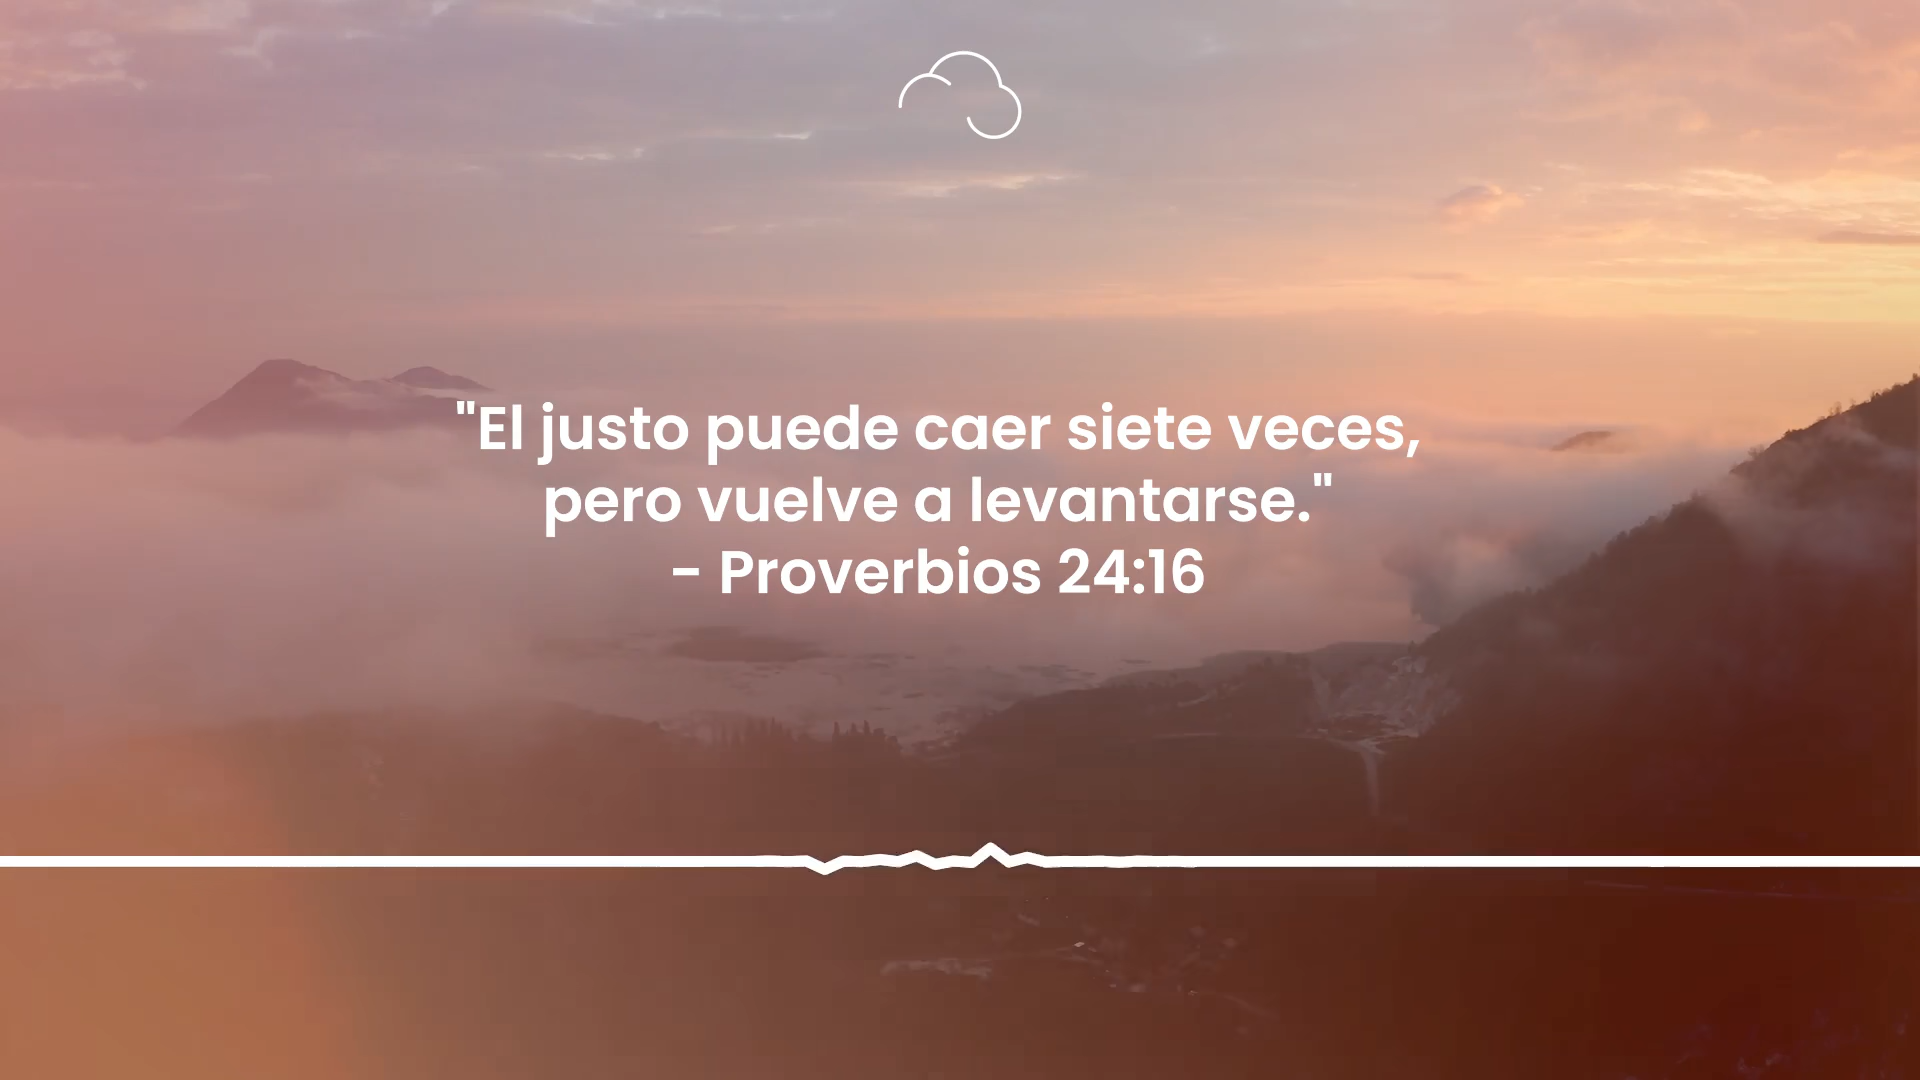 "El justo puede caer siete veces,
pero vuelve a levantarse."
- Proverbios 24:16